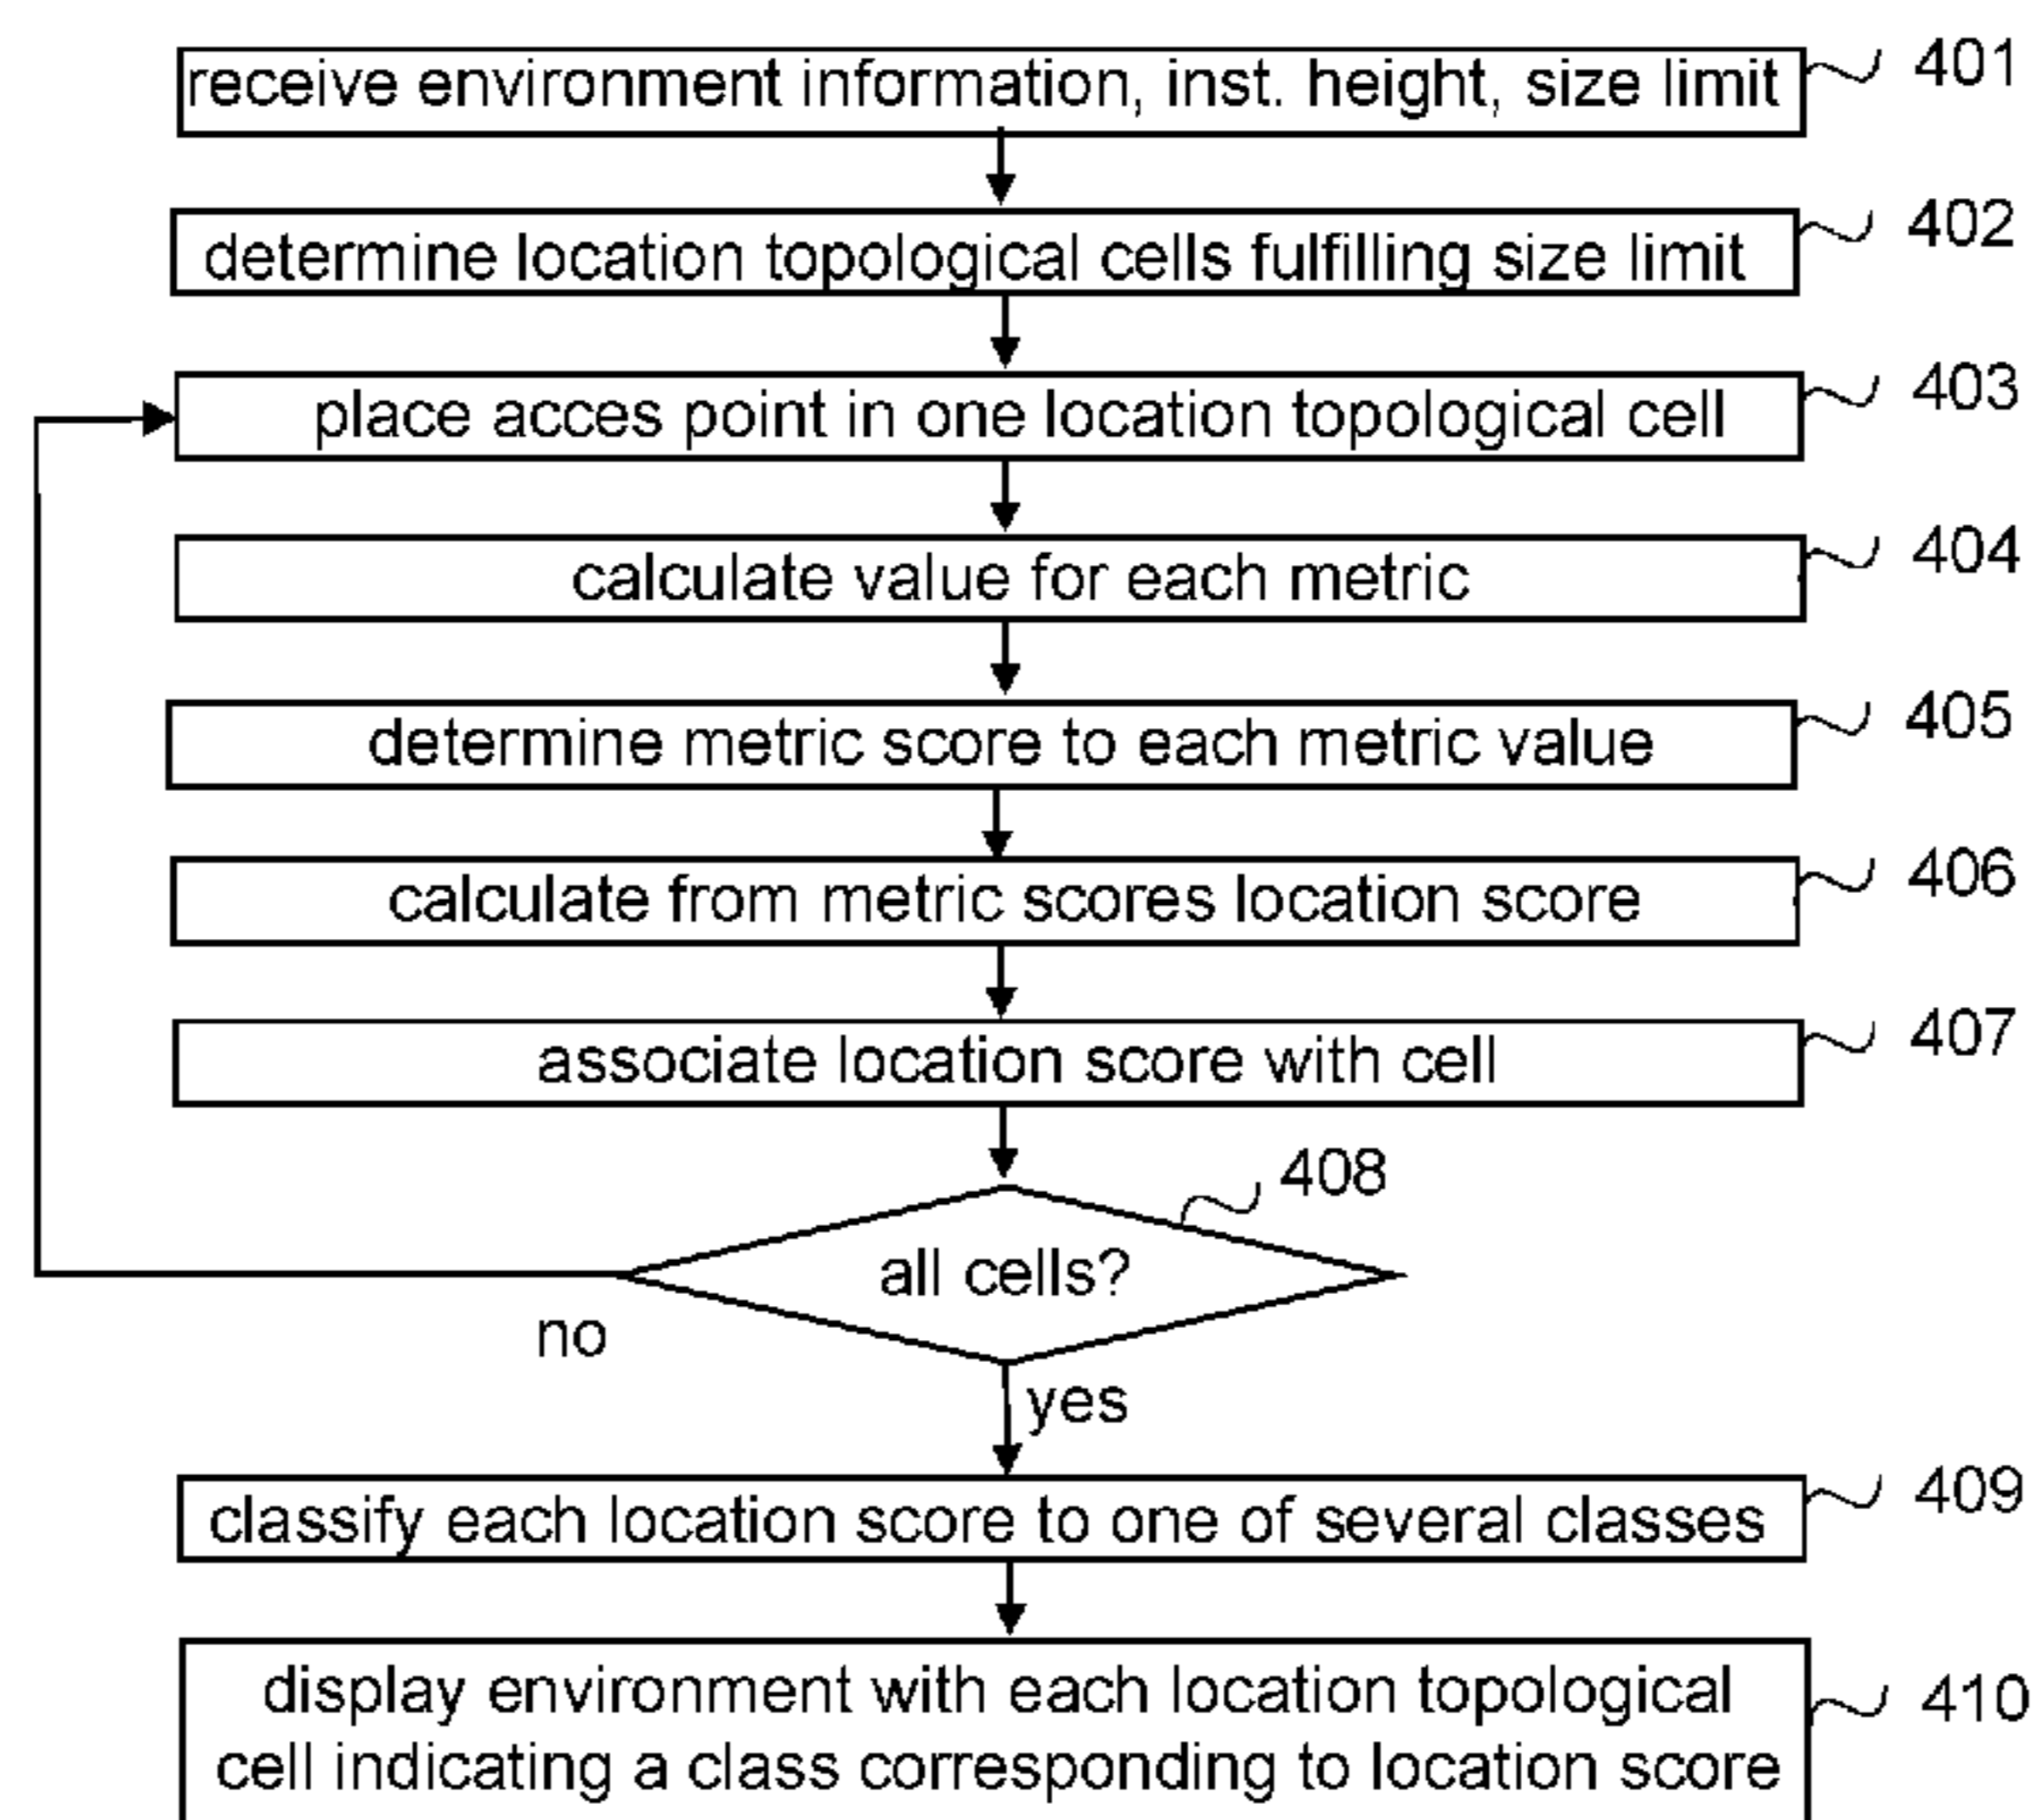 receive environment information, inst. height, size limit 401
determine location topological cells fulfilling size limit 402
place acces point in one location topological cell 403
calculate value for each metric 404
determine metric score to each metric value 405
calculate from metric scores location score 406
associate location score with cell 407
408
all cells?
no
yes
classify each location score to one of several classes 409
display environment with each location topological
cell indicating a class corresponding to location score
410